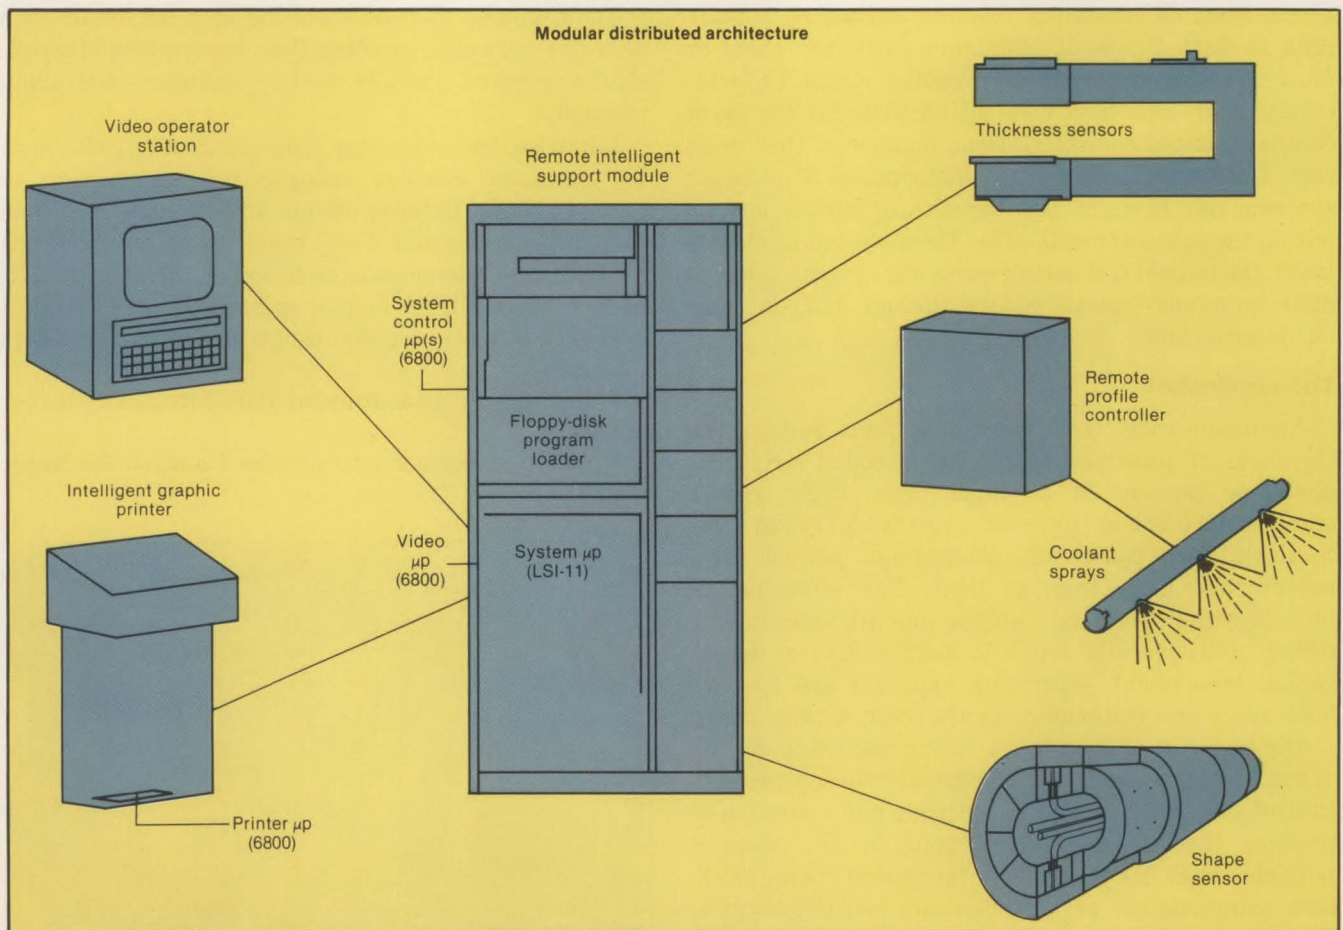 Modular distributed architecture
Video operator
station
Remote intelligent
support module
Thickness sensors
System
control
μp(s)
(6800)
Floppy-disk
program
loader
Remote
profile
controller
Intelligent graphic
printer
Video
μp
(6800)
System μp
(LSI-11)
Coolant
sprays
Printer μp
(6800)
Shape
sensor